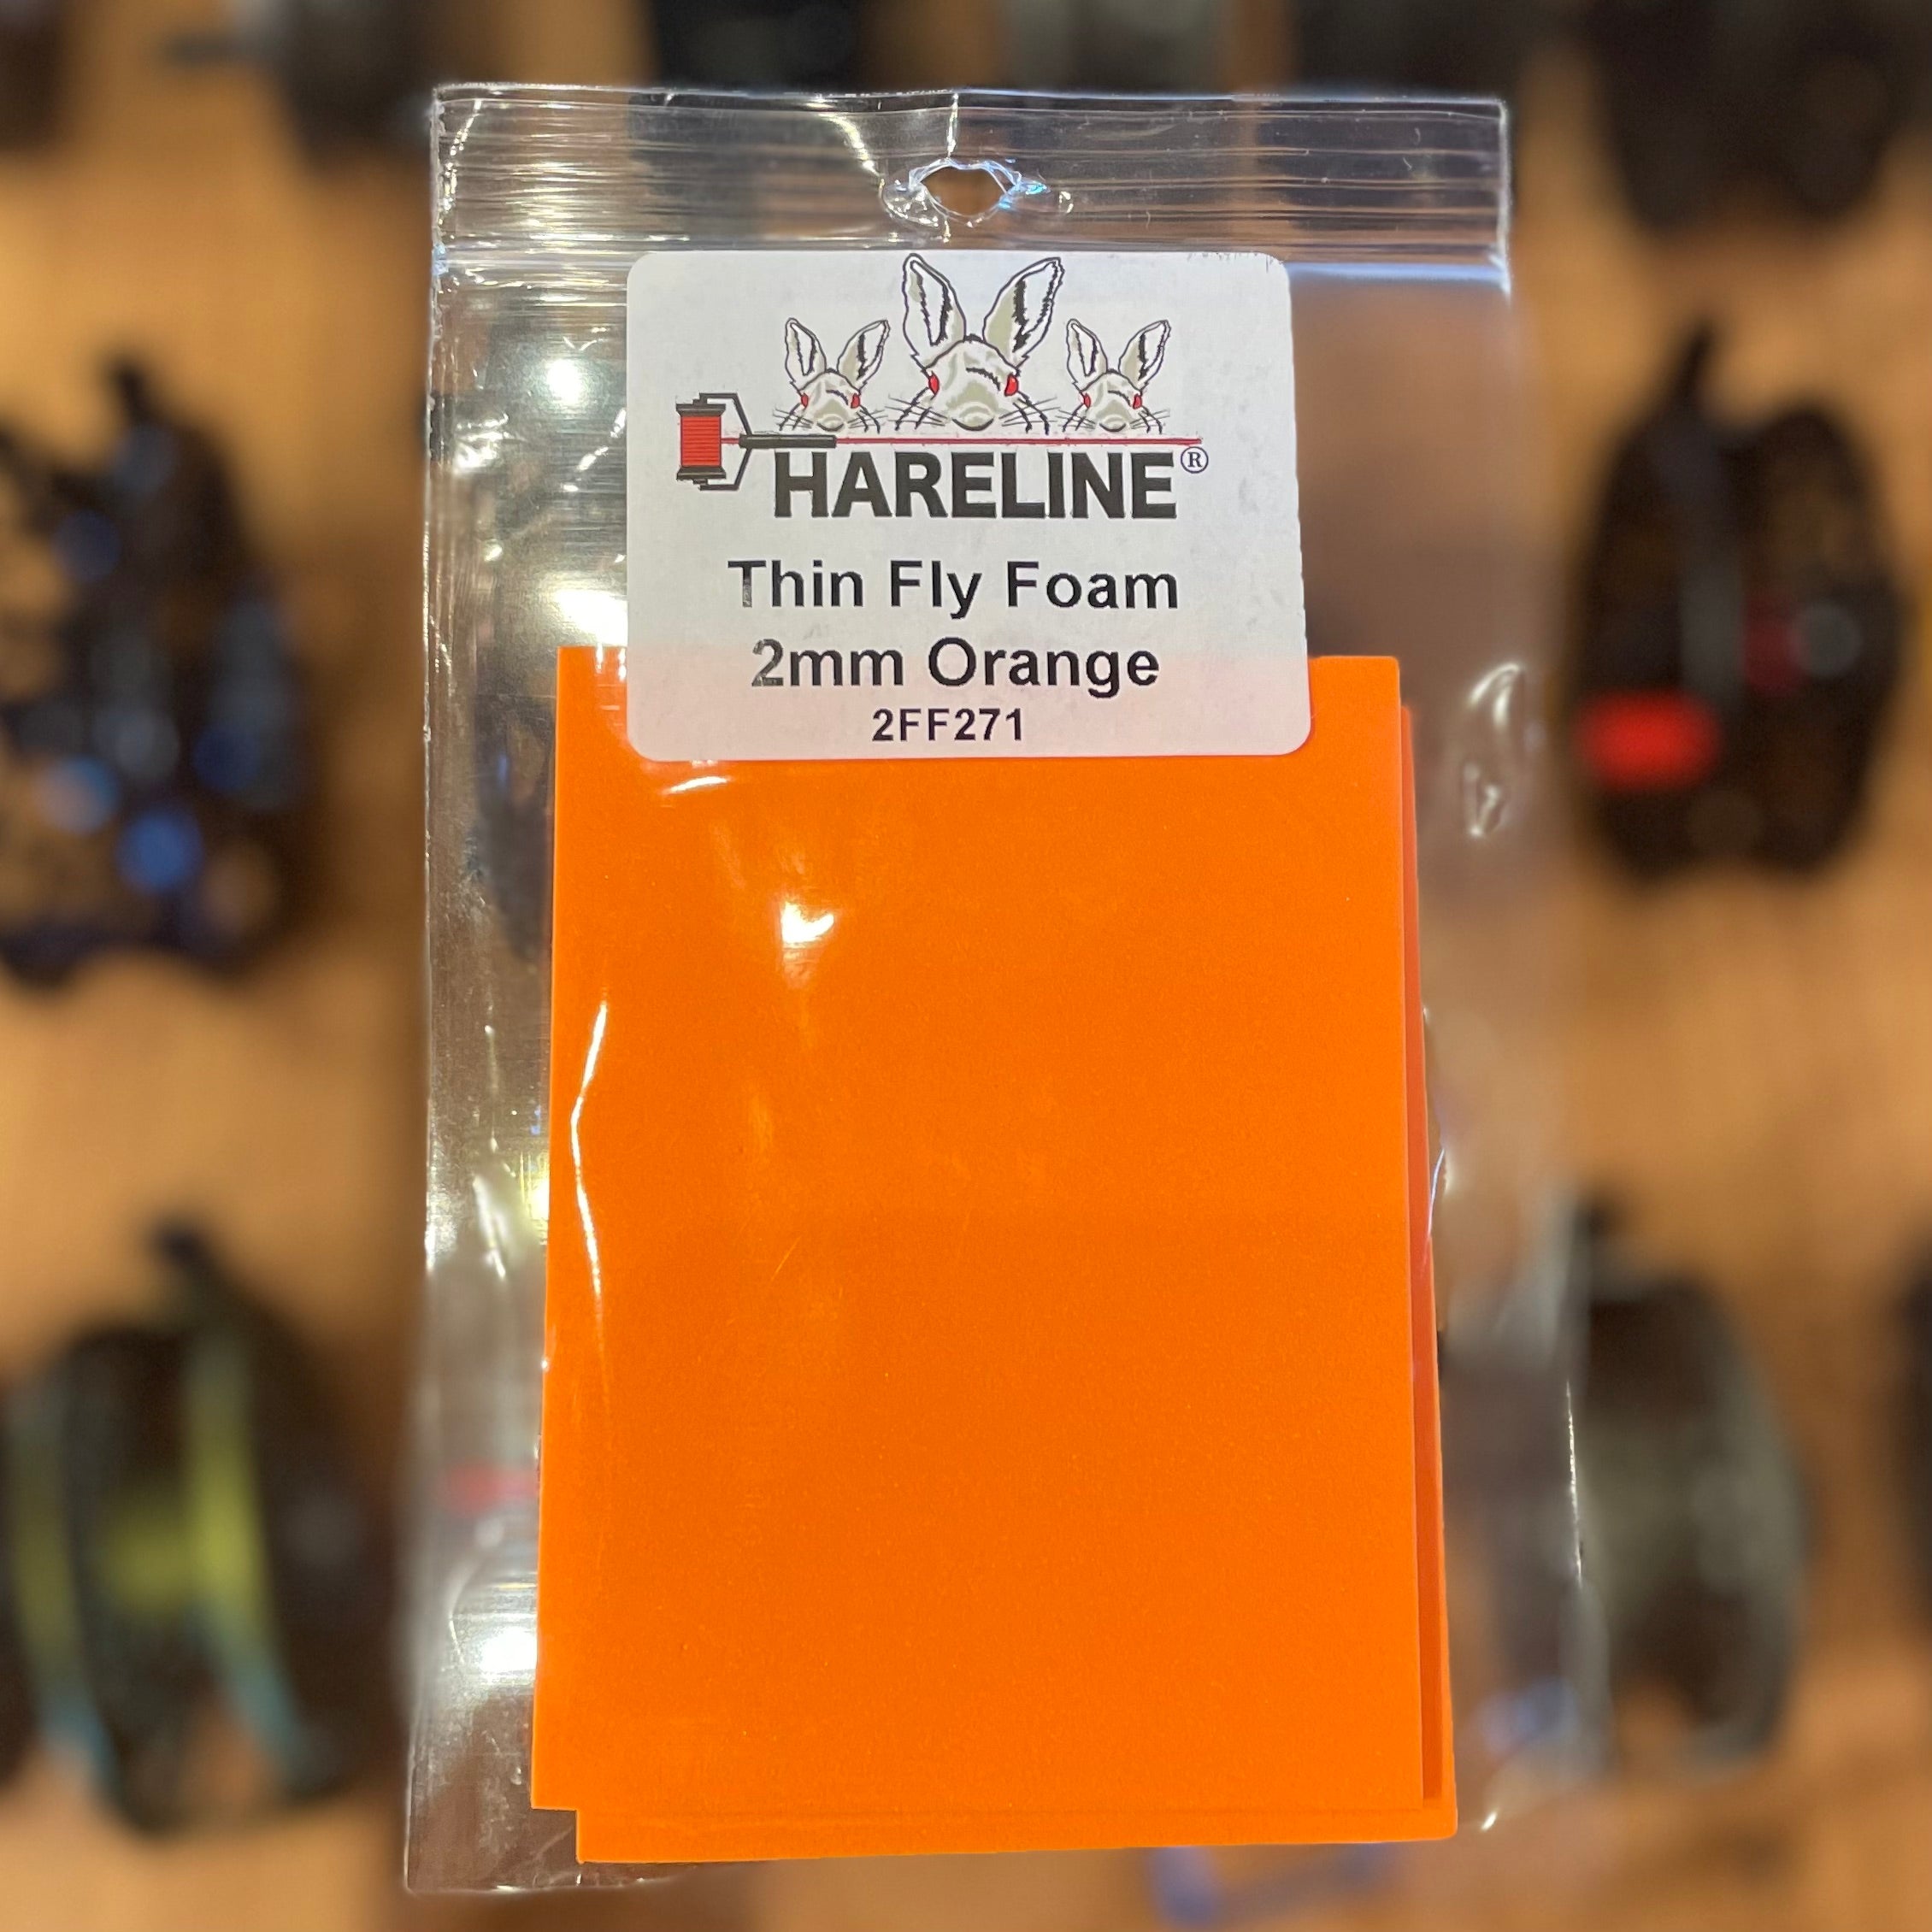 HARELINE®
Thin Fly Foam
2mm Orange
2FF271